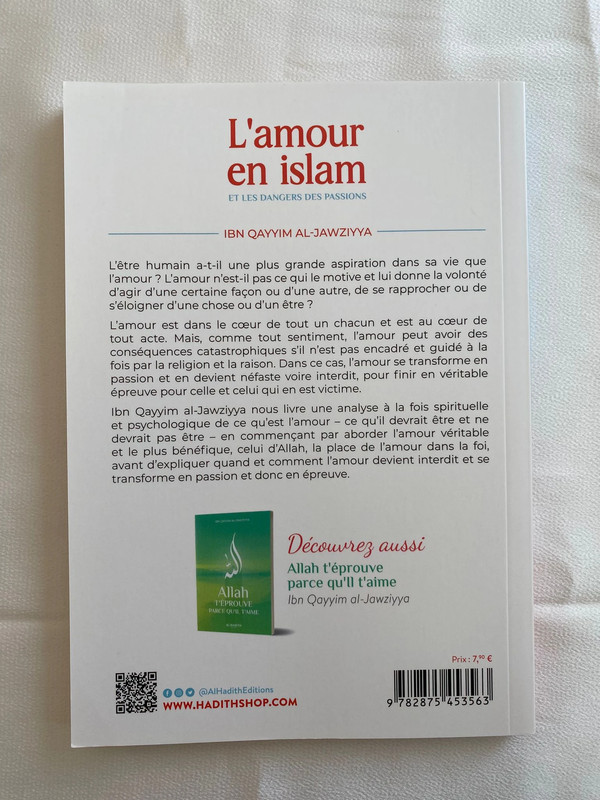 L'amour
en islam
ET LES DANGERS DES PASSIONS
IBN QAYYIM AL-JAWZIYYA
L'être humain a-t-il une plus grande aspiration dans sa vie que
l'amour ? L'amour n'est-il pas ce qui le motive et lui donne la volonté
d'agir d'une certaine façon ou d'une autre, de se rapprocher ou de
s'éloigner d'une chose ou d'un être ?
L'amour est dans le cœur de tout un chacun et est au cœur de
tout acte. Mais, comme tout sentiment, l'amour peut avoir des
conséquences catastrophiques s'il n'est pas encadré et guidé à la
fois par la religion et la raison. Dans ce cas, l'amour se transforme en
passion et en devient néfaste voire interdit, pour finir en véritable
épreuve pour celle et celui qui en est victime.
Ibn Qayyim al-Jawziyya nous livre une analyse à la fois spirituelle
et psychologique de ce qu'est l'amour – ce qu'il devrait être et ne
devrait pas être – en commençant par aborder l'amour véritable
et le plus bénéfique, celui d'Allah, la place de l'amour dans la foi,
avant d'expliquer quand et comment l'amour devient interdit et se
transforme en passion et donc en épreuve.
IBN QAYYIM AL-JAWZIYYA
الله
Allah
T'ÉPROUVE
PARCE QU'IL T'AIME
Découvrez aussi
Allah t'éprouve
parce qu'Il t'aime
Ibn Qayyim al-Jawziyya
Prix : 7,90 €
@AlHadithEditions
WWW.HADITHSHOP.COM
9 782875 453563